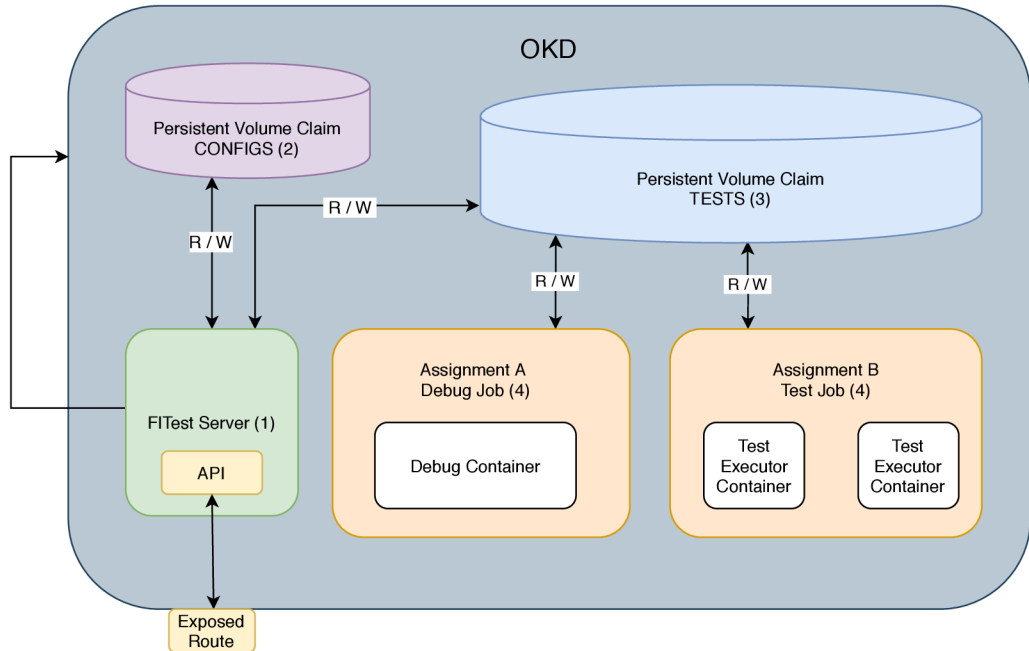 OKD
Persistent Volume Claim
CONFIGS (2)
Persistent Volume Claim
TESTS (3)
R / W
R / W
R / W
R / W
FITest Server (1)
API
Assignment A
Debug Job (4)
Debug Container
Assignment B
Test Job (4)
Test
Executor
Container
Test
Executor
Container
Exposed
Route